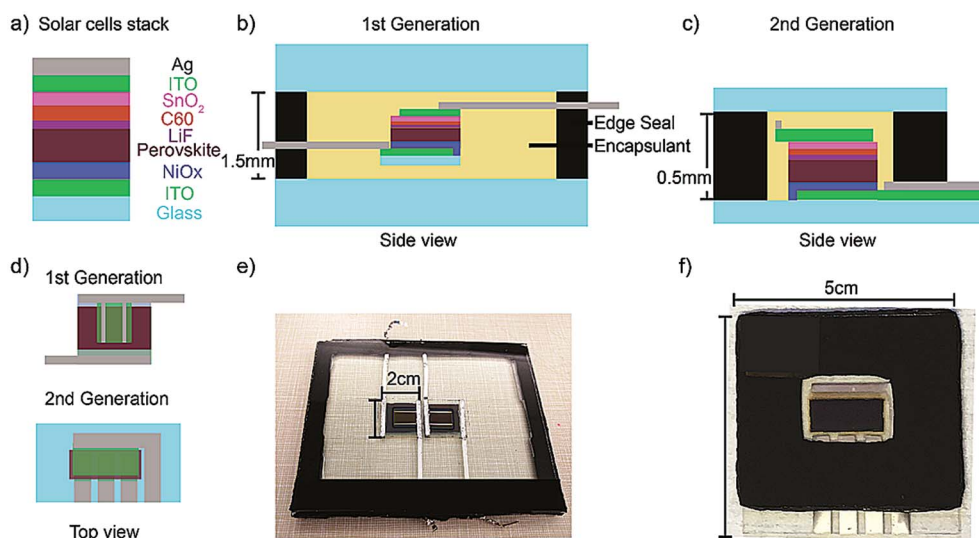 a) Solar cells stack
Ag
ITO
SnO₂
C60
LiF
Perovskite
NiOx
ITO
Glass
b) 1st Generation
1.5mm
Edge Seal
Encapsulant
Side view
c) 2nd Generation
0.5mm
Side view
d)
1st Generation
2nd Generation
Top view
e)
2cm
f)
5cm